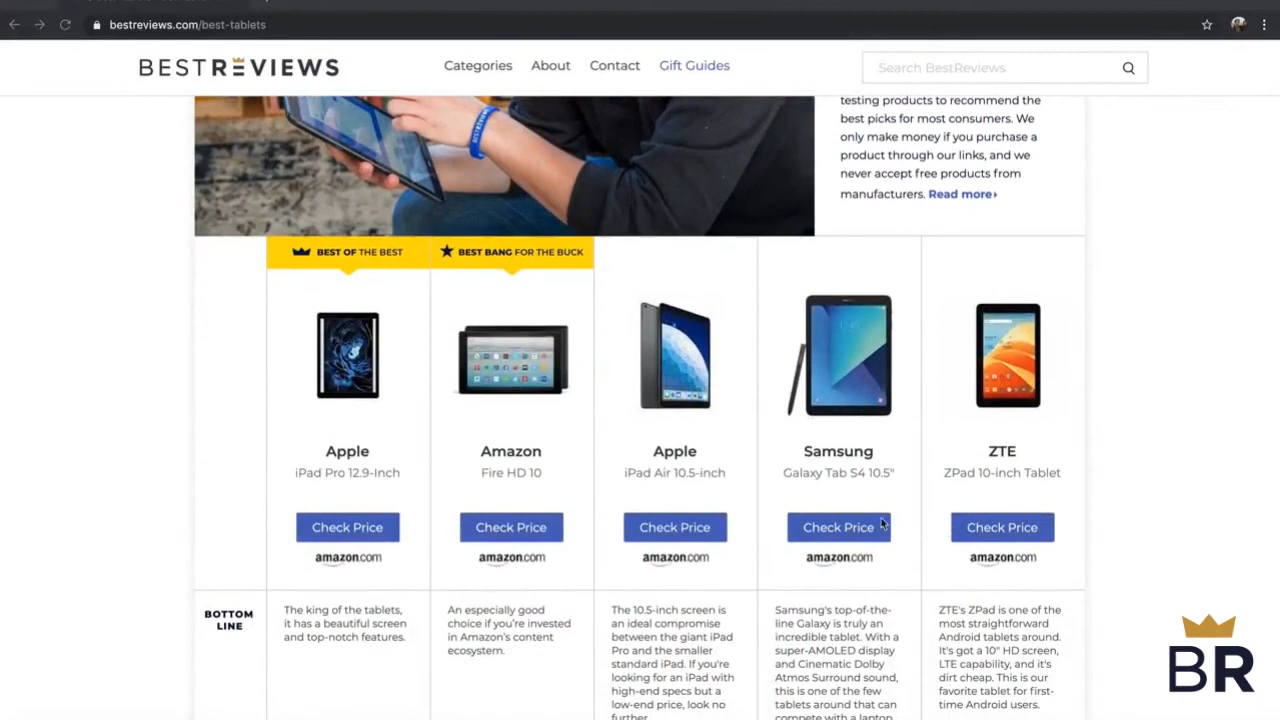 bestreviews.com/best-tablets
BESTREVIEWS
Categories
About
Contact
Gift Guides
Search BestReviews
testing products to recommend the
best picks for most consumers. We
only make money if you purchase a
product through our links, and we
never accept free products from
manufacturers. Read more›
BEST OF THE BEST
BEST BANG FOR THE BUCK
Apple
iPad Pro 12.9-Inch
Check Price
amazon.com
Amazon
Fire HD 10
Check Price
amazon.com
Apple
iPad Air 10.5-inch
Check Price
amazon.com
Samsung
Galaxy Tab S4 10.5"
Check Price
amazon.com
ZTE
ZPad 10-inch Tablet
Check Price
amazon.com
BOTTOM
LINE
The king of the tablets,
it has a beautiful screen
and top-notch features.
An especially good
choice if you're invested
in Amazon's content
ecosystem.
The 10.5-inch screen is
an ideal compromise
between the giant iPad
Pro and the smaller
standard iPad. If you're
looking for an iPad with
high-end specs but a
low-end price, look no
further.
Samsung's top-of-the-
line Galaxy is truly an
incredible tablet. With a
super-AMOLED display
and Cinematic Dolby
Atmos Surround sound,
this is one of the few
tablets around that can
compete with a laptop
ZTE's ZPad is one of the
most straightforward
Android tablets around.
It's got a 10" HD screen,
LTE capability, and it's
dirt cheap. This is our
favorite tablet for first-
time Android users.
BR